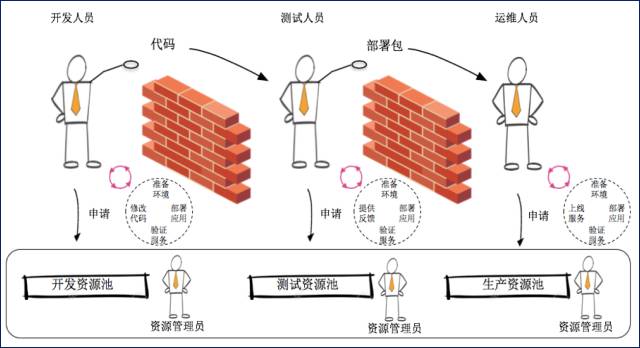 开发人员
测试人员
运维人员
代码
部署包
申请
准备
环境
修改
代码
部署
应用
验证
服务
申请
准备
环境
提供
反馈
部署
应用
验证
服务
申请
准备
环境
上线
服务
部署
应用
验证
服务
开发资源池
资源管理员
测试资源池
资源管理员
生产资源池
资源管理员